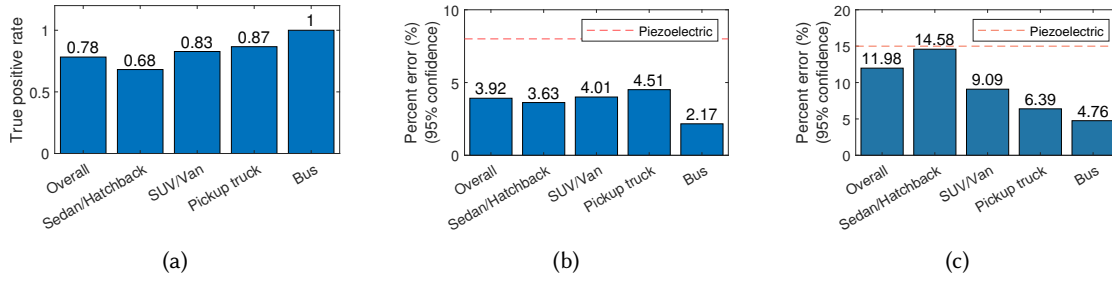 True positive rate
1
0.5
0
0.78
0.68
0.83
0.87
1
Overall
Sedan/Hatchback
SUV/Van
Pickup truck
Bus
(a)
Percent error (%)
(95% confidence)
10
5
0
Piezoelectric
3.92
3.63
4.01
4.51
2.17
Overall
Sedan/Hatchback
SUV/Van
Pickup truck
Bus
(b)
Percent error (%)
(95% confidence)
20
15
10
5
0
Piezoelectric
11.98
14.58
9.09
6.39
4.76
Overall
Sedan/Hatchback
SUV/Van
Pickup truck
Bus
(c)